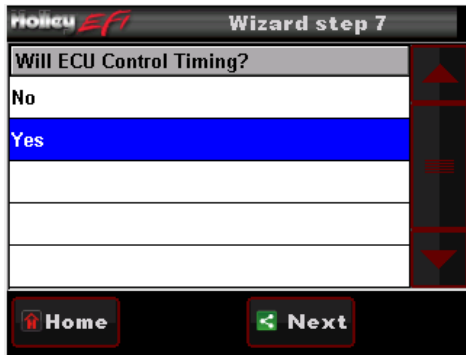 Holley EFI
Wizard step 7
Will ECU Control Timing?
No
Yes
Home
Next